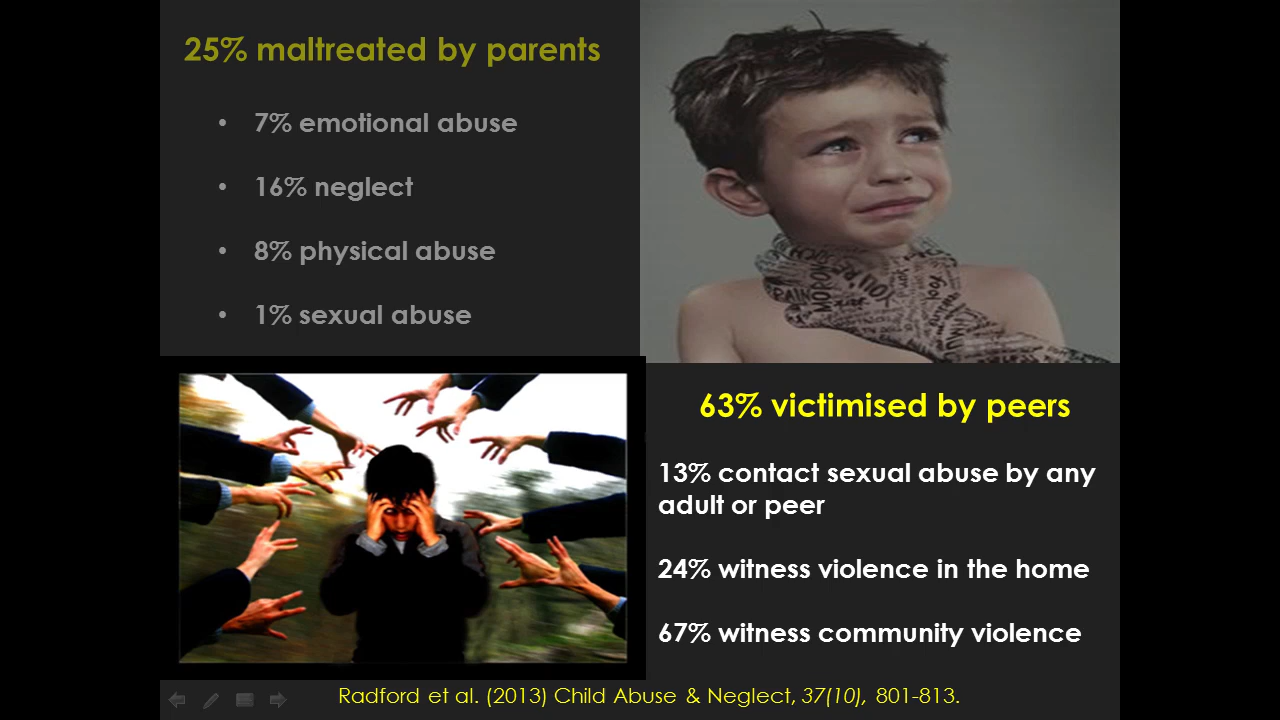 25% maltreated by parents
• 7% emotional abuse
• 16% neglect
• 8% physical abuse
• 1% sexual abuse
PAIN
63% victimised by peers
13% contact sexual abuse by any
adult or peer
24% witness violence in the home
67% witness community violence
Radford et al. (2013) Child Abuse & Neglect, 37(10), 801-813.